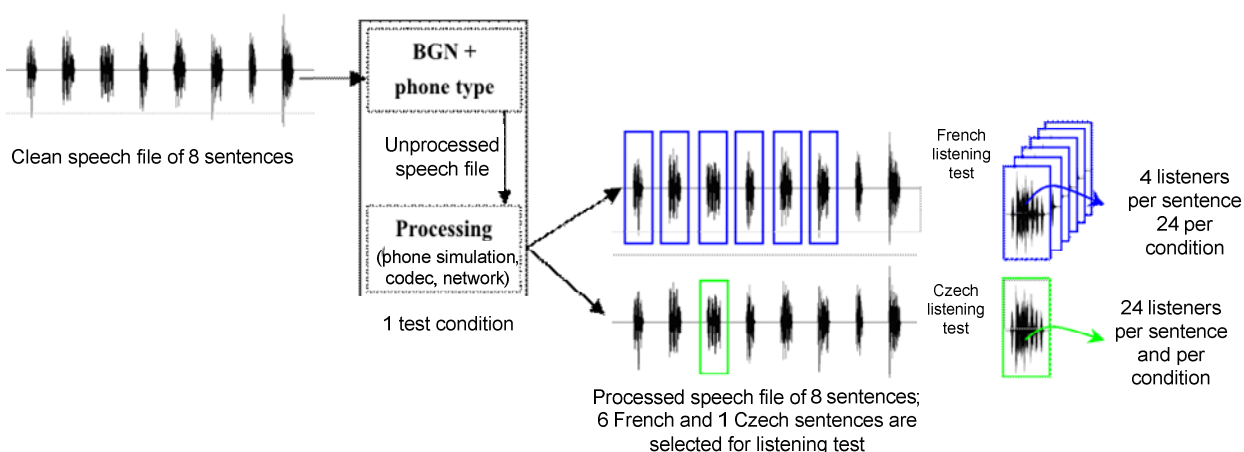 Clean speech file of 8 sentences
BGN +
phone type
Unprocessed
speech file
Processing
(phone simulation,
codec, network)
1 test condition
French
listening
test
4 listeners
per sentence
24 per
condition
Czech
listening
test
24 listeners
per sentence
and per
condition
Processed speech file of 8 sentences;
6 French and 1 Czech sentences are
selected for listening test